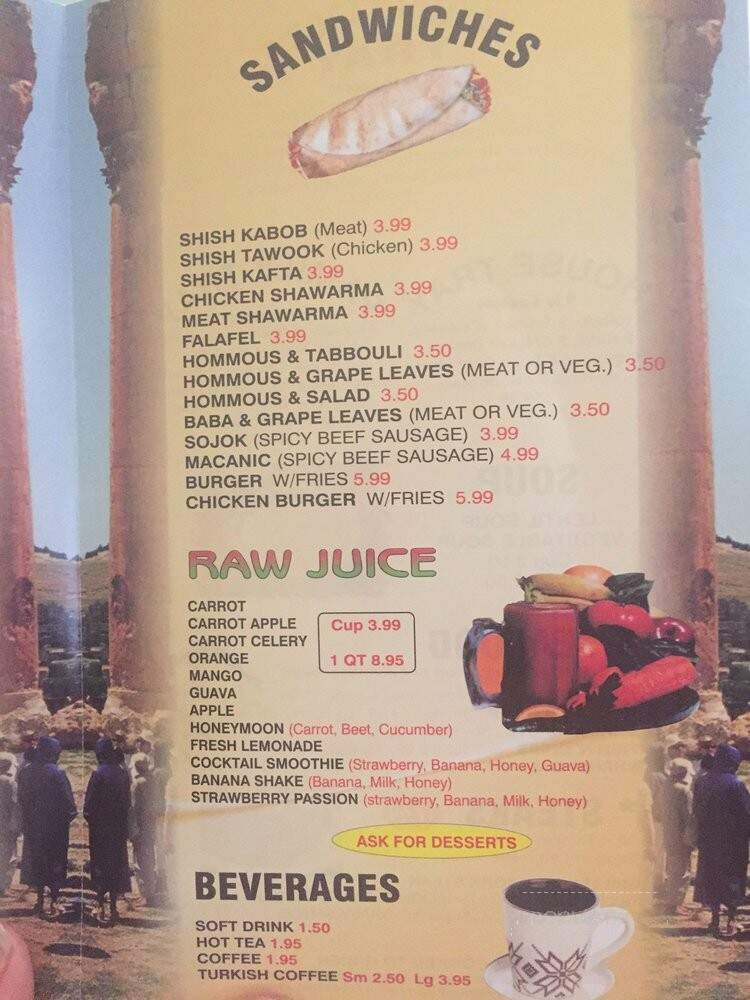 SANDWICHES
SHISH KABOB (Meat) 3.99
SHISH TAWOOK (Chicken) 3.99
SHISH KAFTA 3.99
CHICKEN SHAWARMA 3.99
MEAT SHAWARMA 3.99
FALAFEL 3.99
HOMMOUS & TABBOULI 3.50
HOMMOUS & GRAPE LEAVES (MEAT OR VEG.) 3.50
HOMMOUS & SALAD 3.50
BABA & GRAPE LEAVES (MEAT OR VEG.) 3.50
SOJOK (SPICY BEEF SAUSAGE) 3.99
MACANIC (SPICY BEEF SAUSAGE) 4.99
BURGER W/FRIES 5.99
CHICKEN BURGER W/FRIES 5.99
RAW JUICE
CARROT
CARROT APPLE
CARROT CELERY
ORANGE
MANGO
GUAVA
APPLE
Cup 3.99
1 QT 8.95
HONEYMOON (Carrot, Beet, Cucumber)
FRESH LEMONADE
COCKTAIL SMOOTHIE (Strawberry, Banana, Honey, Guava)
BANANA SHAKE (Banana, Milk, Honey)
STRAWBERRY PASSION (strawberry, Banana, Milk, Honey)
ASK FOR DESSERTS
BEVERAGES
SOFT DRINK 1.50
HOT TEA 1.95
COFFEE 1.95
TURKISH COFFEE Sm 2.50 Lg 3.95